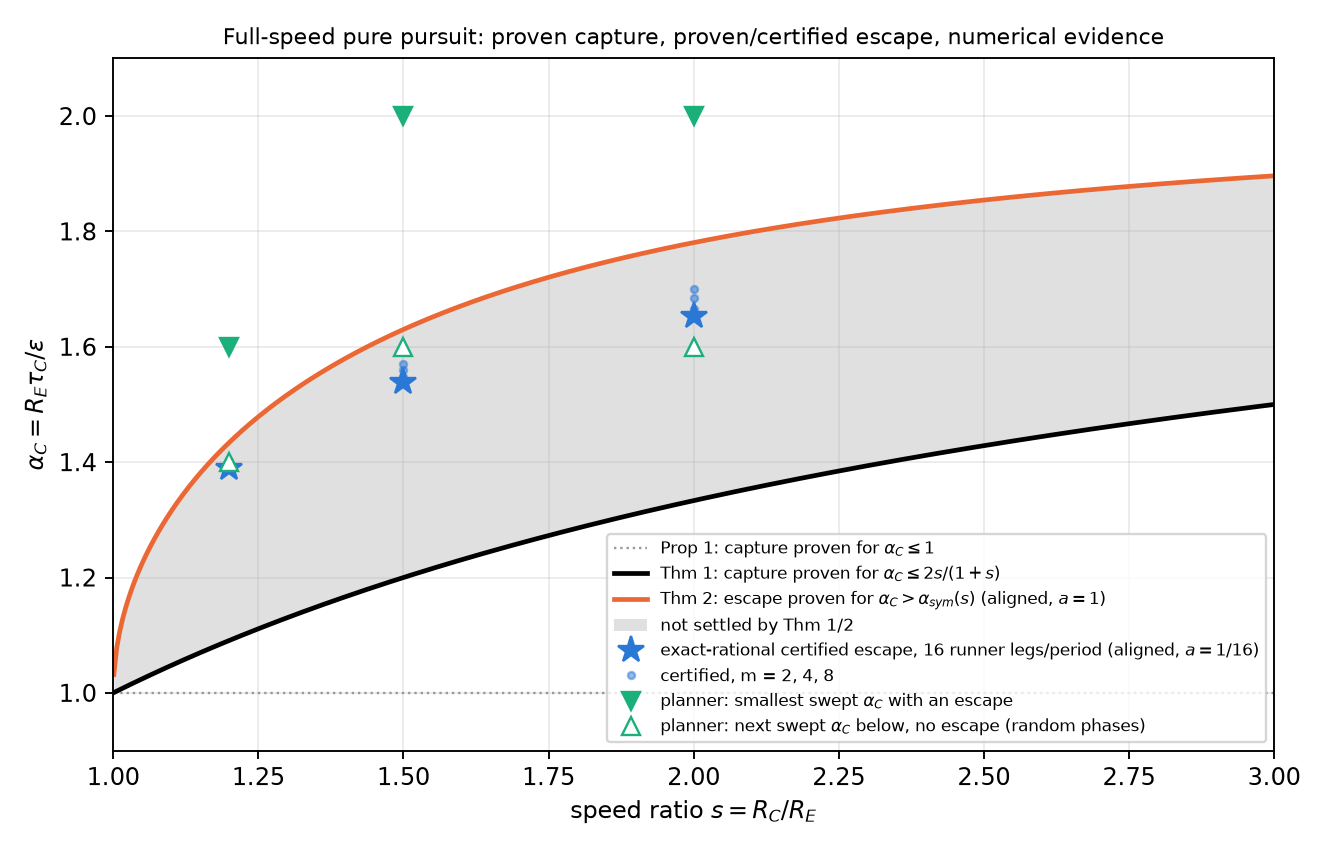 Full-speed pure pursuit: proven capture, proven/certified escape, numerical evidence
α_C = R_E τ_C/ε
2.0
1.8
1.6
1.4
1.2
1.0
Prop 1: capture proven for α_C ≤ 1
Thm 1: capture proven for α_C ≤ 2s/(1 + s)
Thm 2: escape proven for α_C > α_sym(s) (aligned, a = 1)
not settled by Thm 1/2
exact-rational certified escape, 16 runner legs/period (aligned, a = 1/16)
certified, m = 2, 4, 8
planner: smallest swept α_C with an escape
planner: next swept α_C below, no escape (random phases)
1.00 1.25 1.50 1.75 2.00 2.25 2.50 2.75 3.00
speed ratio s = R_C/R_E